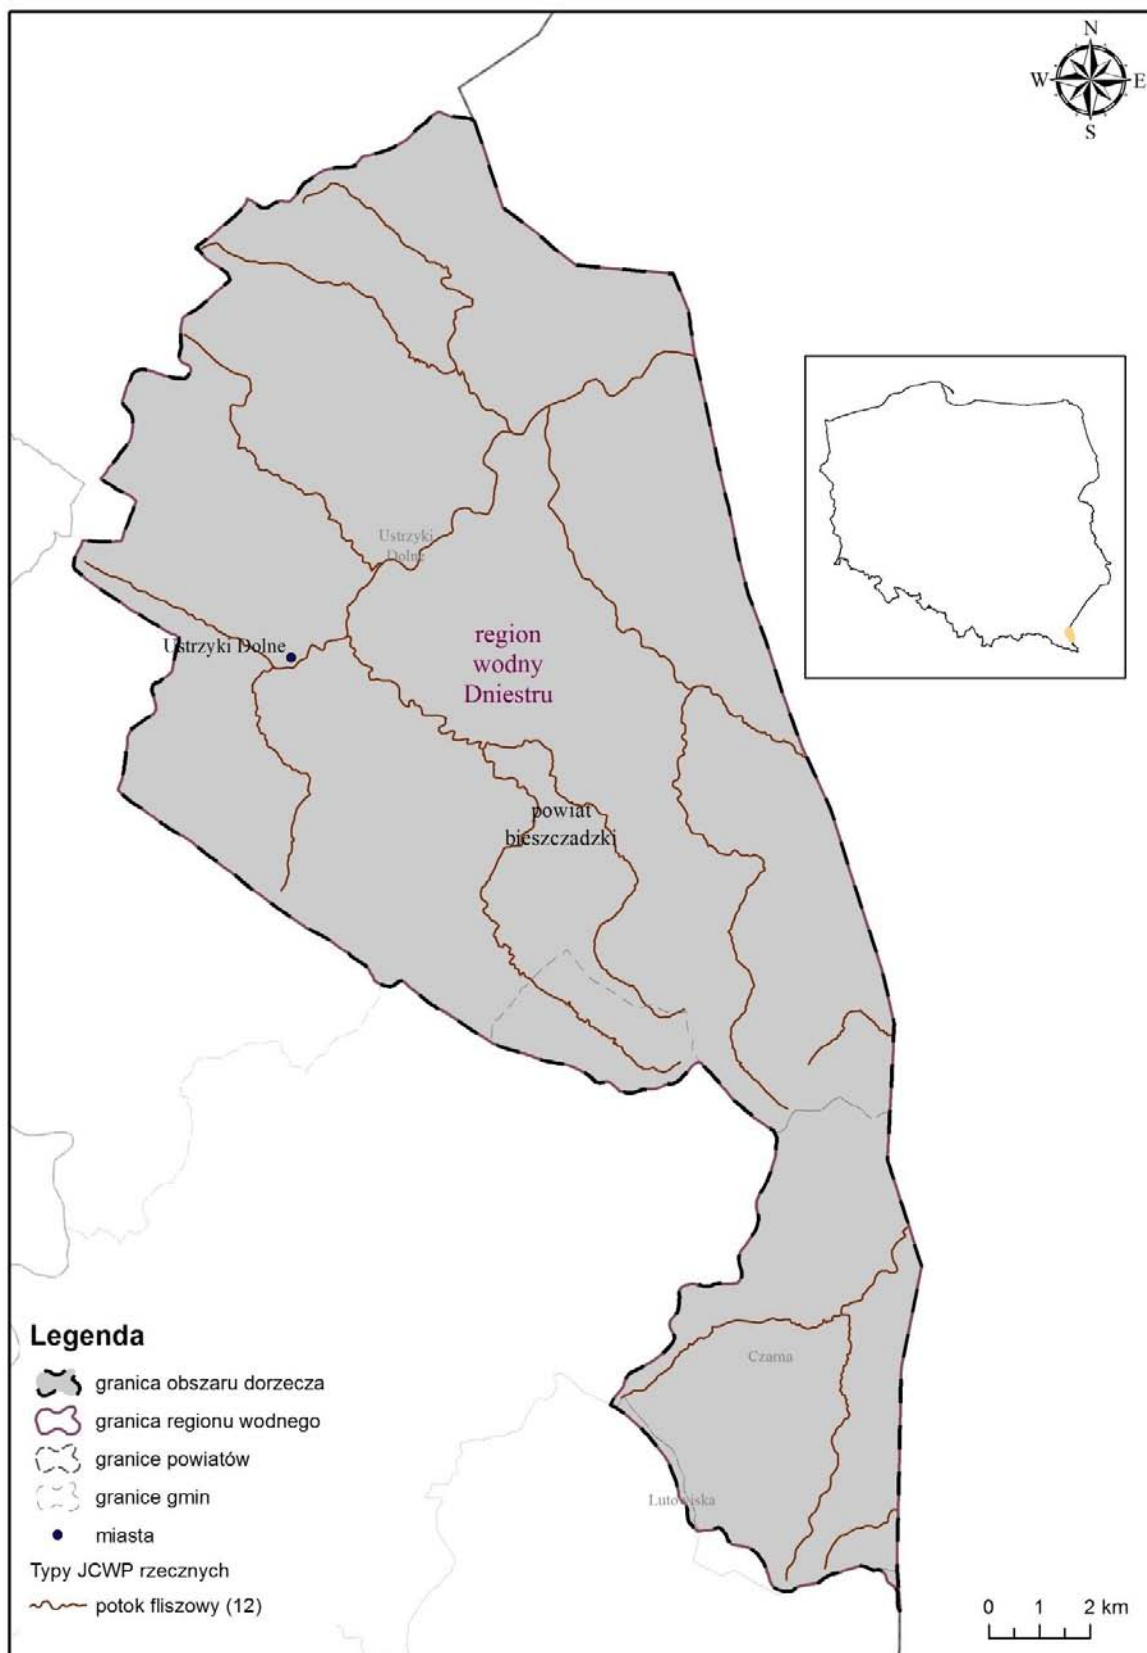 N
W E
S
Ustrzyki
Dolne
Ustrzyki Dolne
region
wodny
Dniestru
powiat
bieszczadzki
Czarna
Lutowiska
Legenda
granica obszaru dorzecza
granica regionu wodnego
granice powiatów
granice gmin
miasta
Typy JCWP rzecznych
potok fliszowy (12)
0 1 2 km